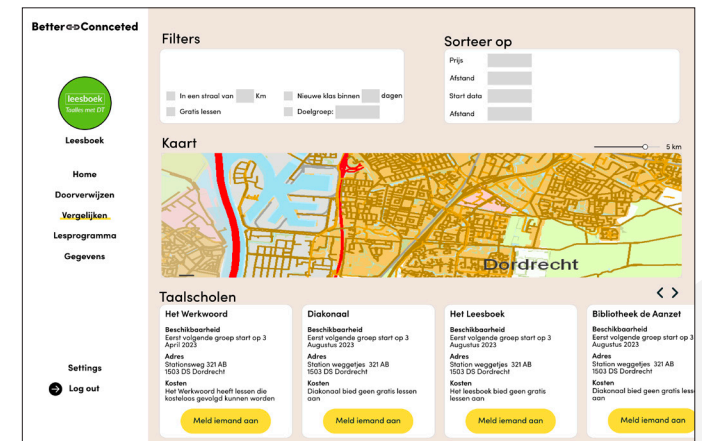 Better Connceted
leesboek
Taalles met DT
Leesboek
Home
Doorverwijzen
Vergelijken
Lesprogramma
Gegevens
Settings
Log out
Filters
In een straal van Km
Nieuwe klas binnen dagen
Gratis lessen
Doelgroep:
Sorteer op
Prijs
Afstand
Start data
Afstand
Kaart
5 km
Dordrecht
Taalscholen
Het Werkwoord
Beschikbaarheid
Eerst volgende groep start op 3
April 2023
Adres
Stationsweg 321 AB
1503 DS Dordrecht
Kosten
Het Werkwoord heeft lessen die
kosteloos gevolgd kunnen worden
Meld iemand aan
Diakonaal
Beschikbaarheid
Eerst volgende groep start op 3
Augustus 2023
Adres
Station weggetjes 321 AB
1503 DS Dordrecht
Kosten
Diakonaal bied geen gratis lessen
aan
Meld iemand aan
Het Leesboek
Beschikbaarheid
Eerst volgende groep start op 3
Augustus 2023
Adres
Station weggetjes 321 AB
1503 DS Dordrecht
Kosten
Het leesboek bied geen gratis
lessen aan
Meld iemand aan
Bibliotheek de Aanzet
Beschikbaarheid
Eerst volgende groep start op 3
Augustus 2023
Adres
Station weggetjes 321 AB
1503 DS Dordrecht
Kosten
Diakonaal bied geen gratis less
aan
Meld iemand aan